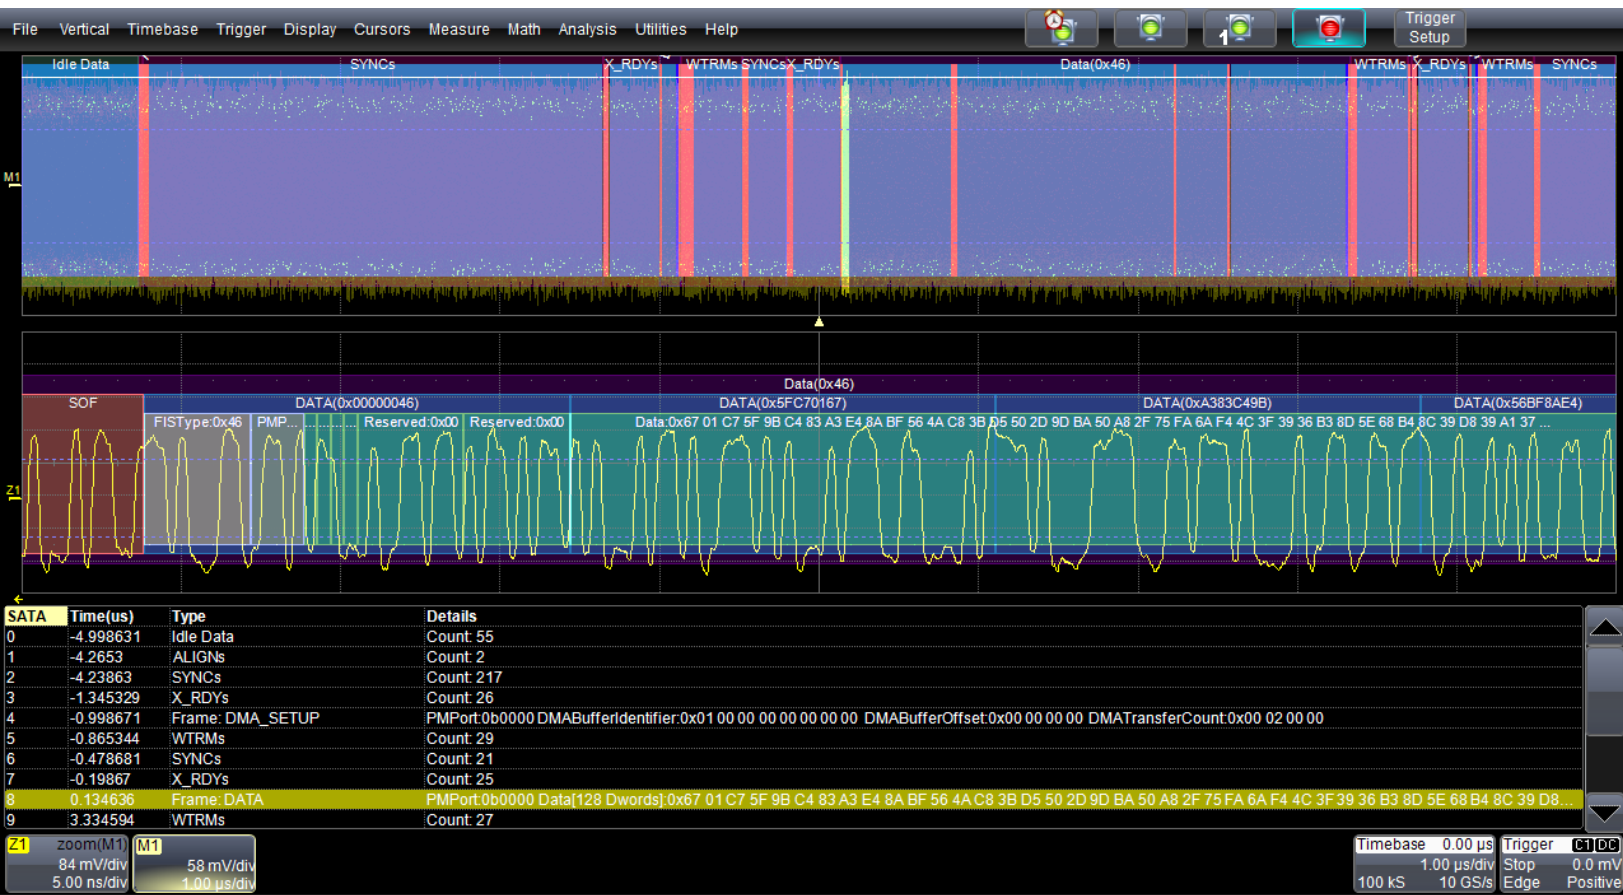 File Vertical Timebase Trigger Display Cursors Measure Math Analysis Utilities Help
1
Trigger
Setup
Idle Data SYNCs X_RDYs WTRMs SYNCs X_RDYs Data(0x46) WTRMs X_RDYs WTRMs SYNCs
M1
Data(0x46)
SOF DATA(0x00000046) DATA(0x5FC70167) DATA(0xA383C49B) DATA(0x56BF8AE4)
FISType:0x46 PMP... ... Reserved:0x00 Reserved:0x00 Data:0x67 01 C7 5F 9B C4 83 A3 E4 8A BF 56 4A C8 3B D5 50 2D 9D BA 50 A8 2F 75 FA 6A F4 4C 3F 39 36 B3 8D 5E 68 B4 8C 39 D8 39 A1 37 ...
Z1
SATA Time(us) Type Details
0 -4.998631 Idle Data Count: 55
1 -4.2653 ALIGNs Count: 2
2 -4.23863 SYNCs Count: 217
3 -1.345329 X_RDYs Count: 26
4 -0.998671 Frame: DMA_SETUP PMPort:0b0000 DMABufferIdentifier:0x01 00 00 00 00 00 00 00 DMABufferOffset:0x00 00 00 00 DMATransferCount:0x00 02 00 00
5 -0.865344 WTRMs Count: 29
6 -0.478681 SYNCs Count: 21
7 -0.19867 X_RDYs Count: 25
8 0.134636 Frame: DATA PMPort:0b0000 Data[128 Dwords]:0x67 01 C7 5F 9B C4 83 A3 E4 8A BF 56 4A C8 3B D5 50 2D 9D BA 50 A8 2F 75 FA 6A F4 4C 3F 39 36 B3 8D 5E 68 B4 8C 39 D8...
9 3.334594 WTRMs Count: 27
Z1 zoom(M1) M1
84 mV/div 58 mV/div
5.00 ns/div 1.00 µs/div
Timebase 0.00 µs Trigger C1 DC
1.00 µs/div Stop 0.0 mV
100 kS 10 GS/s Edge Positive